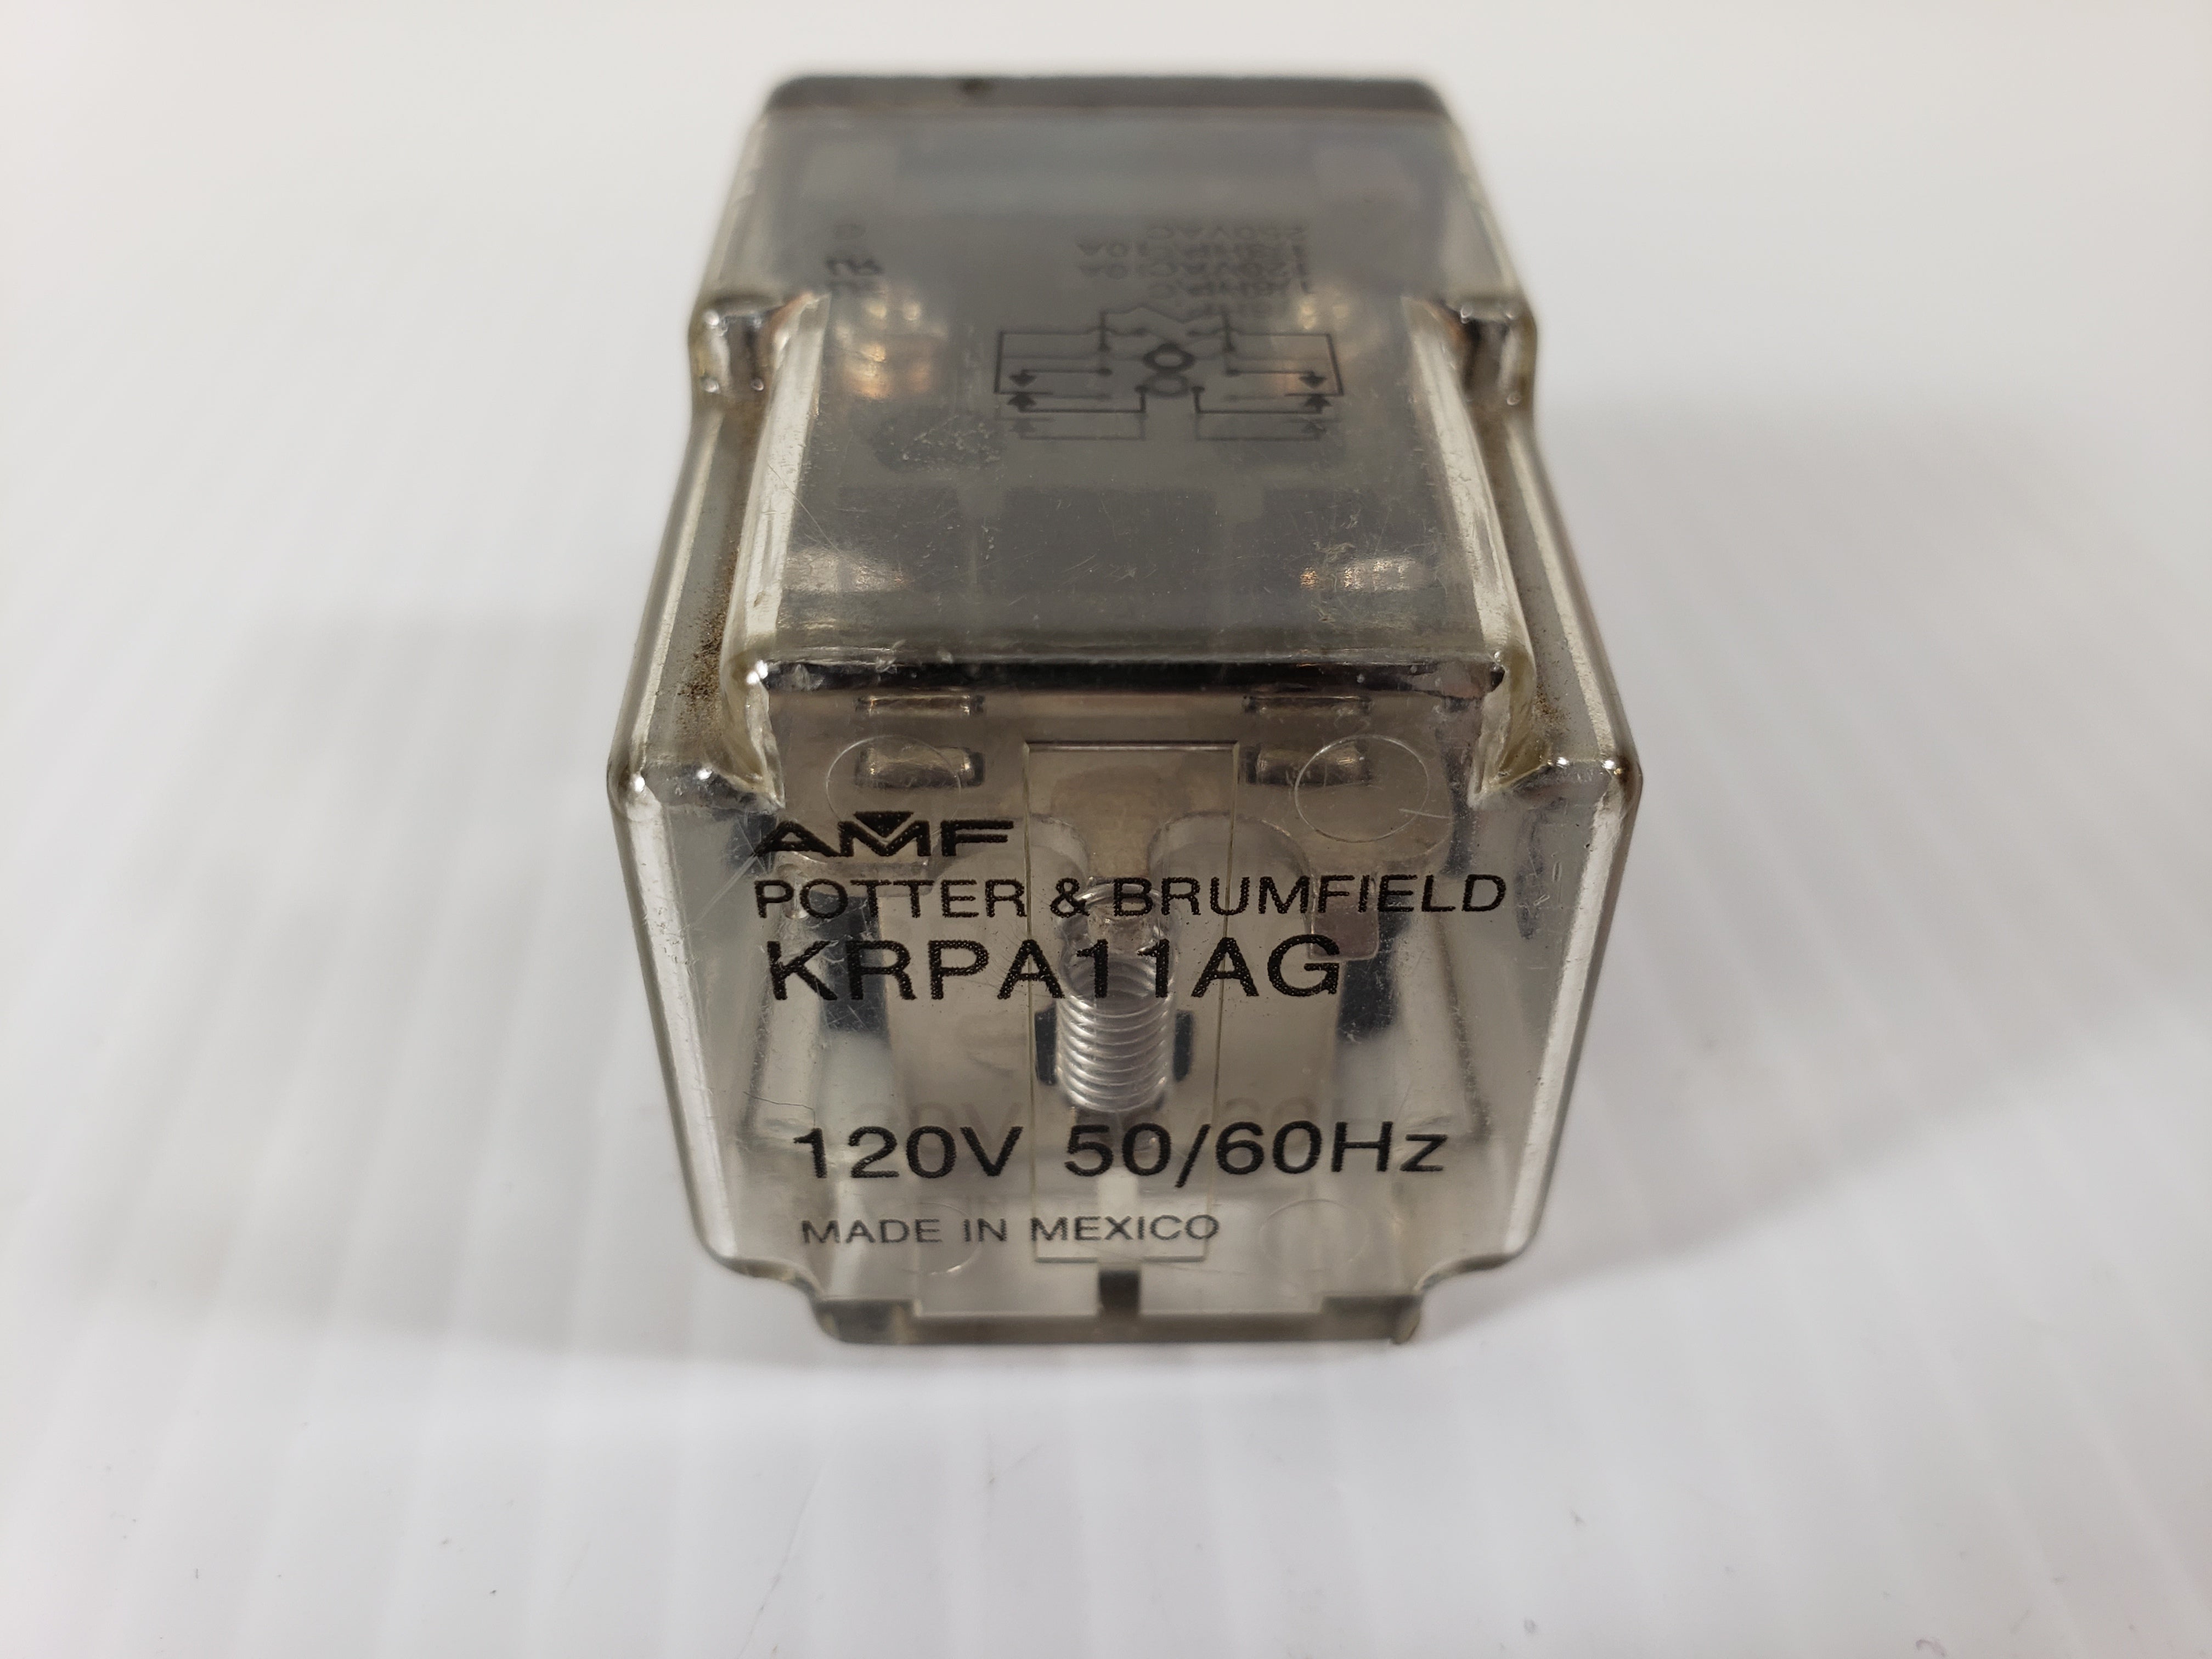 AMF
POTTER & BRUMFIELD
KRPA11AG
120V 50/60Hz
MADE IN MEXICO